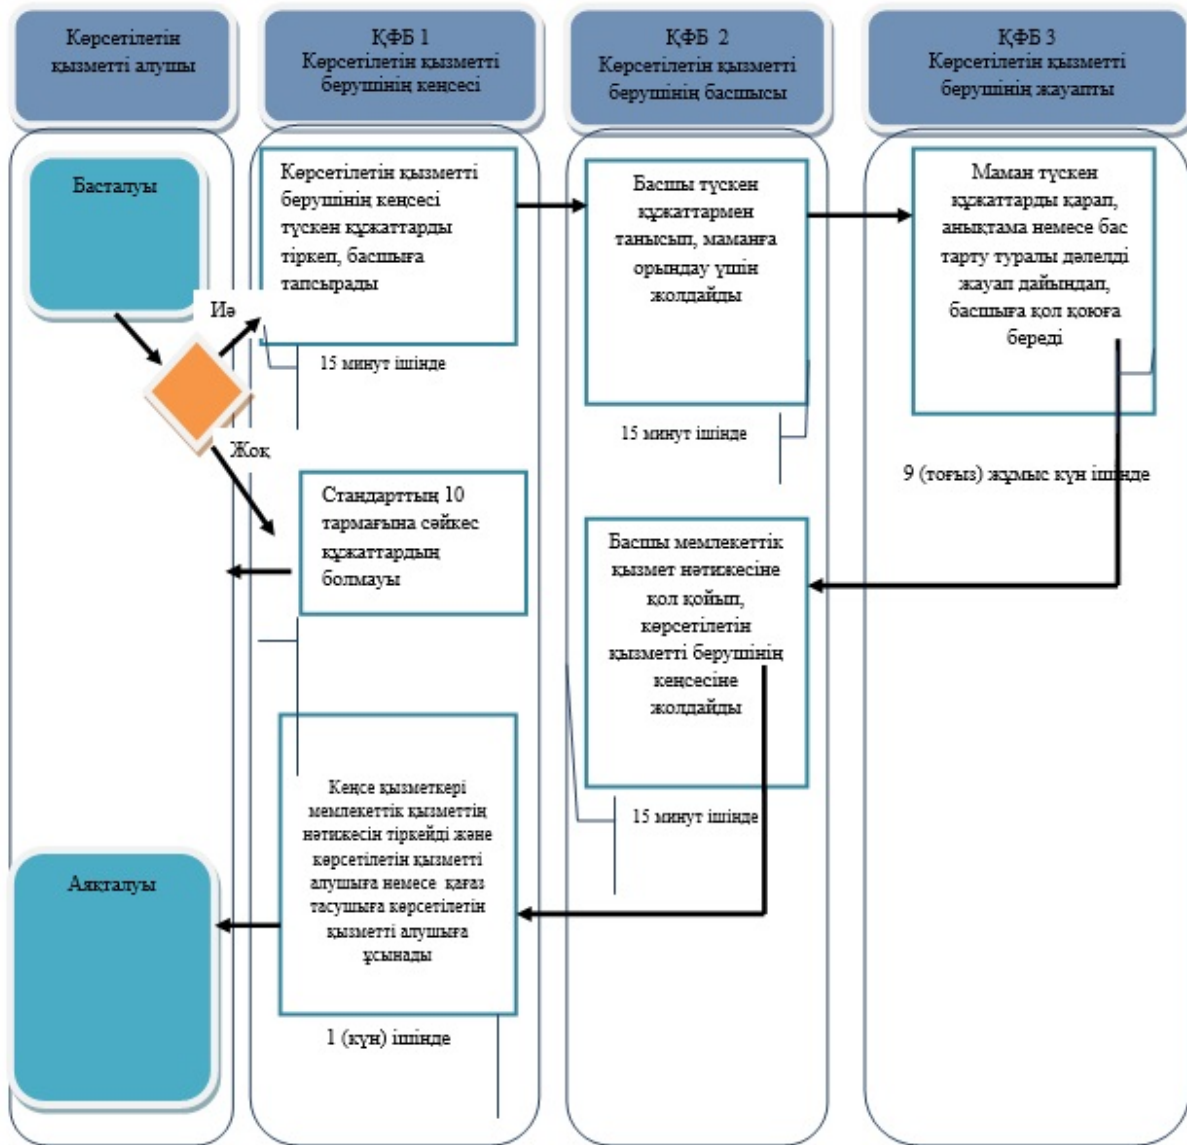 Көрсетілетін
қызметті алушы
ҚФБ 1
Көрсетілетін қызметті
берушінің кеңсесі
ҚФБ 2
Көрсетілетін қызметті
берушінің басшысы
ҚФБ 3
Көрсетілетін қызметті
берушінің жауапты
Басталуы
Көрсетілетін қызметті
берушінің кеңсесі
түскен құжаттарды
тіркеп, басшыға
тапсырады
Басшы түскен
құжаттармен
танысып, маманға
орындау үшін
жолдайды
Маман түскен
құжаттарды қарап,
анықтама немесе бас
тарту туралы дәлелді
жауап дайындап,
басшыға қол қоюға
береді
Иә
15 минут ішінде
15 минут ішінде
9 (тоғыз) жұмыс күн ішінде
Жоқ
Стандарттың 10
тармағына сәйкес
құжаттардың
болмауы
Басшы мемлекеттік
қызмет нәтижесіне
қол қойып,
көрсетілетін
қызметті берушінің
кеңсесіне
жолдайды
15 минут ішінде
Кеңсе қызметкері
мемлекеттік қызметтің
нәтижесін тіркейді және
көрсетілетін қызметті
алушыға немесе қағаз
тасушыға көрсетілетін
қызметті алушыға
ұсынады
1 (күн) ішінде
Аяқталуы